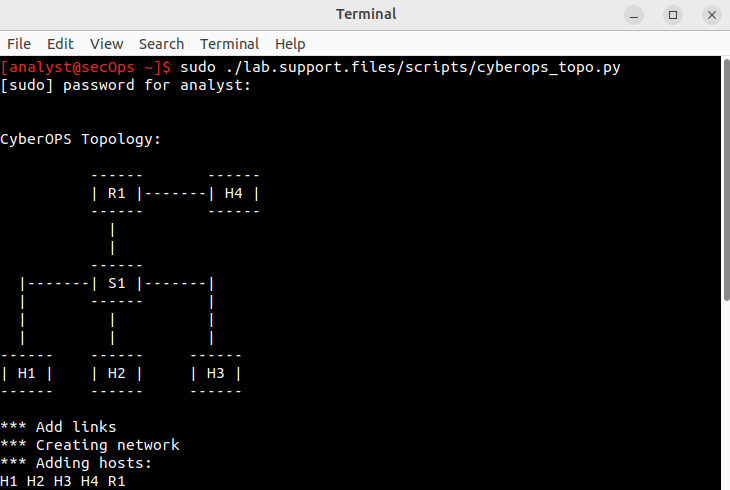 Terminal
File Edit View Search Terminal Help
[analyst@secOps ~]$ sudo ./lab.support.files/scripts/cyberops_topo.py
[sudo] password for analyst:
CyberOPS Topology:
          ------       ------
          | R1 |-------| H4 |
          ------       ------
            |
            |
          ------
  |-------| S1 |-------|
  |       ------       |
  |         |          |
  |         |          |
------    ------     ------
| H1 |    | H2 |     | H3 |
------    ------     ------
*** Add links
*** Creating network
*** Adding hosts:
H1 H2 H3 H4 R1